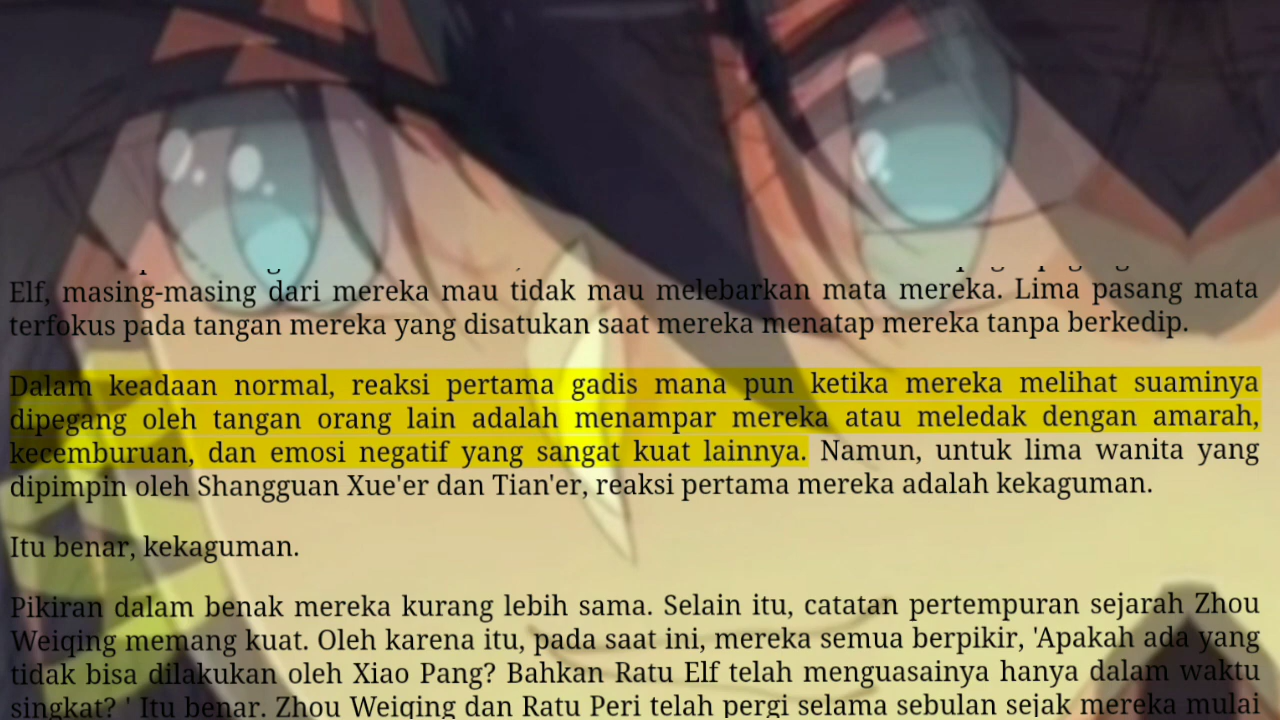 Elf, masing-masing dari mereka mau tidak mau melebarkan mata mereka. Lima pasang mata
terfokus pada tangan mereka yang disatukan saat mereka menatap mereka tanpa berkedip.
Dalam keadaan normal, reaksi pertama gadis mana pun ketika mereka melihat suaminya
dipegang oleh tangan orang lain adalah menampar mereka atau meledak dengan amarah,
kecemburuan, dan emosi negatif yang sangat kuat lainnya. Namun, untuk lima wanita yang
dipimpin oleh Shangguan Xue'er dan Tian'er, reaksi pertama mereka adalah kekaguman.
Itu benar, kekaguman.
Pikiran dalam benak mereka kurang lebih sama. Selain itu, catatan pertempuran sejarah Zhou
Weiqing memang kuat. Oleh karena itu, pada saat ini, mereka semua berpikir, 'Apakah ada yang
tidak bisa dilakukan oleh Xiao Pang? Bahkan Ratu Elf telah menguasainya hanya dalam waktu
singkat? ' Itu benar. Zhou Weiqing dan Ratu Peri telah pergi selama sebulan sejak mereka mulai